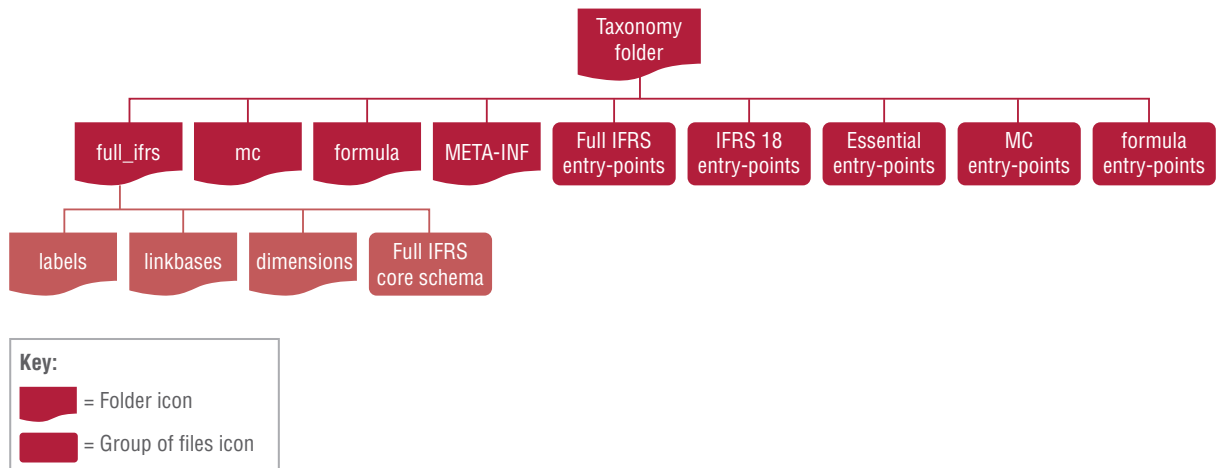 Taxonomy
folder
full_ifrs
mc
formula
META-INF
Full IFRS
entry-points
IFRS 18
entry-points
Essential
entry-points
MC
entry-points
formula
entry-points
labels
linkbases
dimensions
Full IFRS
core schema
Key:
= Folder icon
= Group of files icon